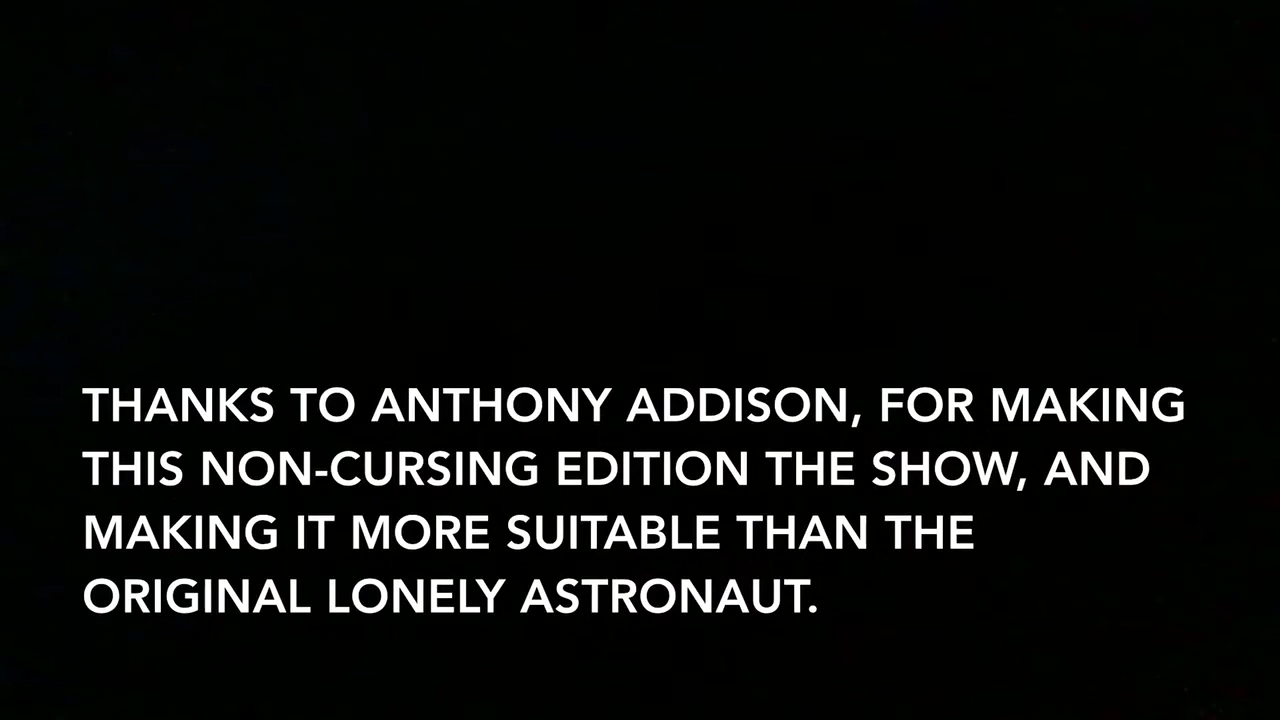 THANKS TO ANTHONY ADDISON, FOR MAKING
THIS NON-CURSING EDITION THE SHOW, AND
MAKING IT MORE SUITABLE THAN THE
ORIGINAL LONELY ASTRONAUT.